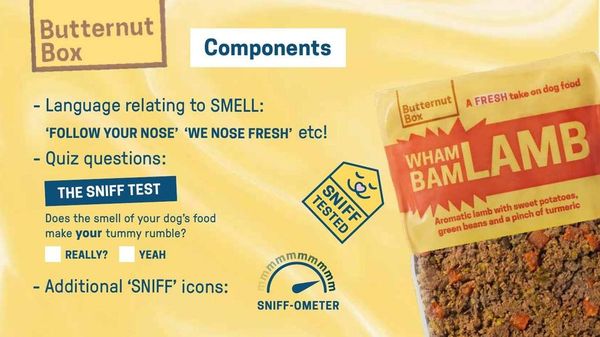 Butternut
Box
Components
- Language relating to SMELL:
'FOLLOW YOUR NOSE' 'WE NOSE FRESH' etc!
- Quiz questions:
THE SNIFF TEST
Does the smell of your dog's food
make your tummy rumble?
REALLY? YEAH
- Additional 'SNIFF' icons:
SNIFF
TESTED
mmmmmmmmm
SNIFF-OMETER
Butternut
Box
A FRESH take on dog food
WHAM
BAM LAMB
Aromatic lamb with sweet potatoes,
green beans and a pinch of turmeric